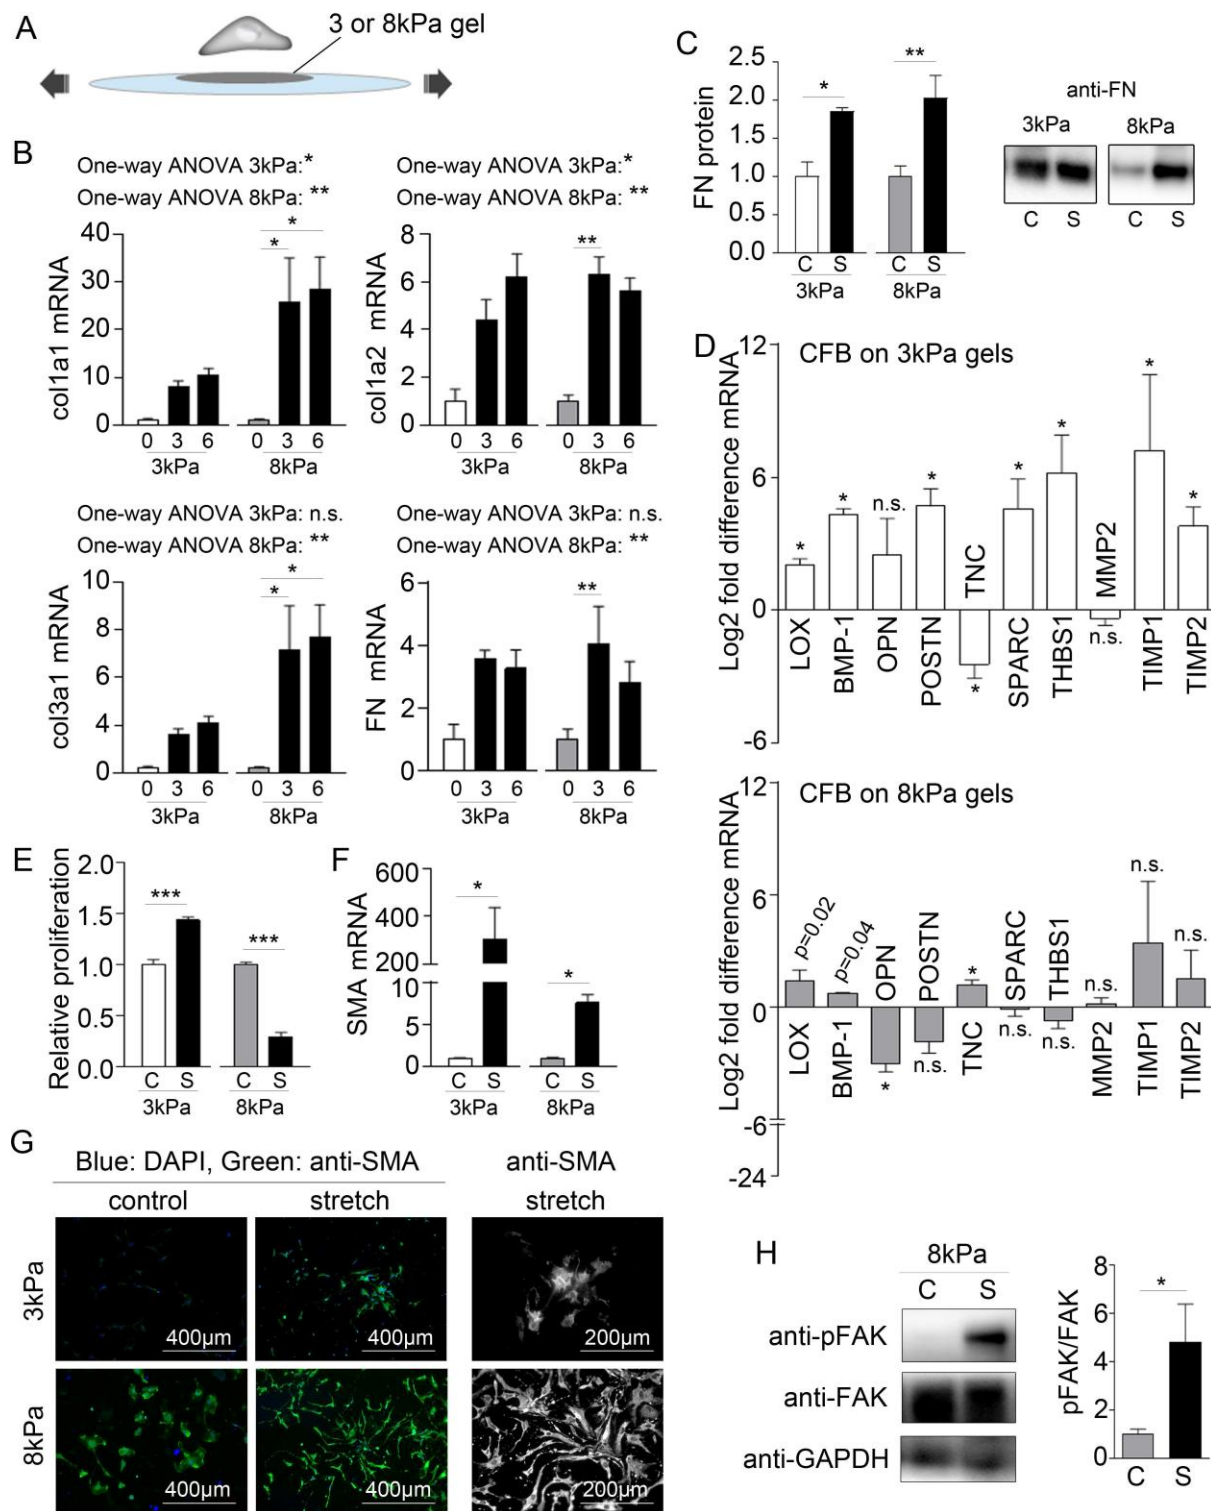 A
3 or 8kPa gel
B
One-way ANOVA 3kPa:*
One-way ANOVA 8kPa: **
col1a1 mRNA
40
30
20
10
0
*
*
0 3 6 0 3 6
3kPa 8kPa
One-way ANOVA 3kPa:*
One-way ANOVA 8kPa: **
col1a2 mRNA
8
6
4
2
0
**
0 3 6 0 3 6
3kPa 8kPa
One-way ANOVA 3kPa: n.s.
One-way ANOVA 8kPa: **
col3a1 mRNA
10
8
4
2
0
*
*
0 3 6 0 3 6
3kPa 8kPa
One-way ANOVA 3kPa: n.s.
One-way ANOVA 8kPa: **
FN mRNA
6
4
2
0
**
0 3 6 0 3 6
3kPa 8kPa
C
FN protein
2.5
2.0
1.5
1.0
0.5
0.0
* **
C S C S
3kPa 8kPa
anti-FN
3kPa 8kPa
C S C S
D
CFB on 3kPa gels
Log2 fold difference mRNA
12
6
0
-6
* * n.s. * * * * n.s. * *
LOX
BMP-1
OPN
POSTN
TNC
SPARC
THBS1
MMP2
TIMP1
TIMP2
CFB on 8kPa gels
Log2 fold difference mRNA
12
6
0
-6
-24
p=0.02
p=0.04
* n.s. * n.s. n.s. n.s. n.s. n.s.
LOX
BMP-1
OPN
POSTN
TNC
SPARC
THBS1
MMP2
TIMP1
TIMP2
E
Relative proliferation
2.0
1.5
1.0
0.5
0.0
*** ***
C S C S
3kPa 8kPa
F
SMA mRNA
600
400
200
10
5
0
* *
C S C S
3kPa 8kPa
G
Blue: DAPI, Green: anti-SMA anti-SMA
control stretch stretch
3kPa
400µm 400µm 200µm
8kPa
400µm 400µm 200µm
H
8kPa
C S
anti-pFAK
anti-FAK
anti-GAPDH
pFAK/FAK
8
6
4
2
0
*
C S